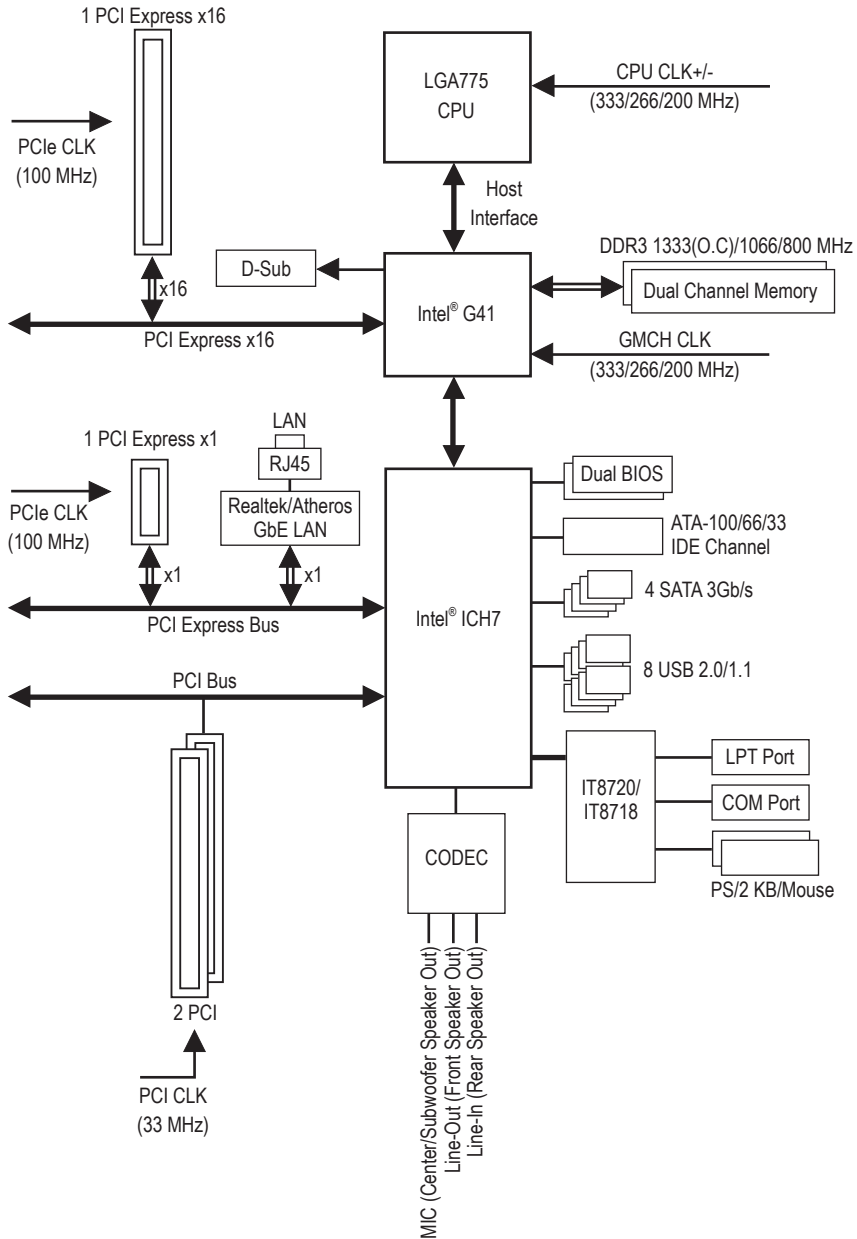 1 PCI Express x16
PCIe CLK
(100 MHz)
x16
PCI Express x16
LGA775
CPU
CPU CLK+/-
(333/266/200 MHz)
Host
Interface
D-Sub
Intel® G41
DDR3 1333(O.C)/1066/800 MHz
Dual Channel Memory
GMCH CLK
(333/266/200 MHz)
1 PCI Express x1
PCIe CLK
(100 MHz)
x1
LAN
RJ45
Realtek/Atheros
GbE LAN
x1
PCI Express Bus
Intel® ICH7
Dual BIOS
ATA-100/66/33
IDE Channel
4 SATA 3Gb/s
8 USB 2.0/1.1
PCI Bus
2 PCI
PCI CLK
(33 MHz)
IT8720/
IT8718
LPT Port
COM Port
PS/2 KB/Mouse
CODEC
MIC (Center/Subwoofer Speaker Out)
Line-Out (Front Speaker Out)
Line-In (Rear Speaker Out)